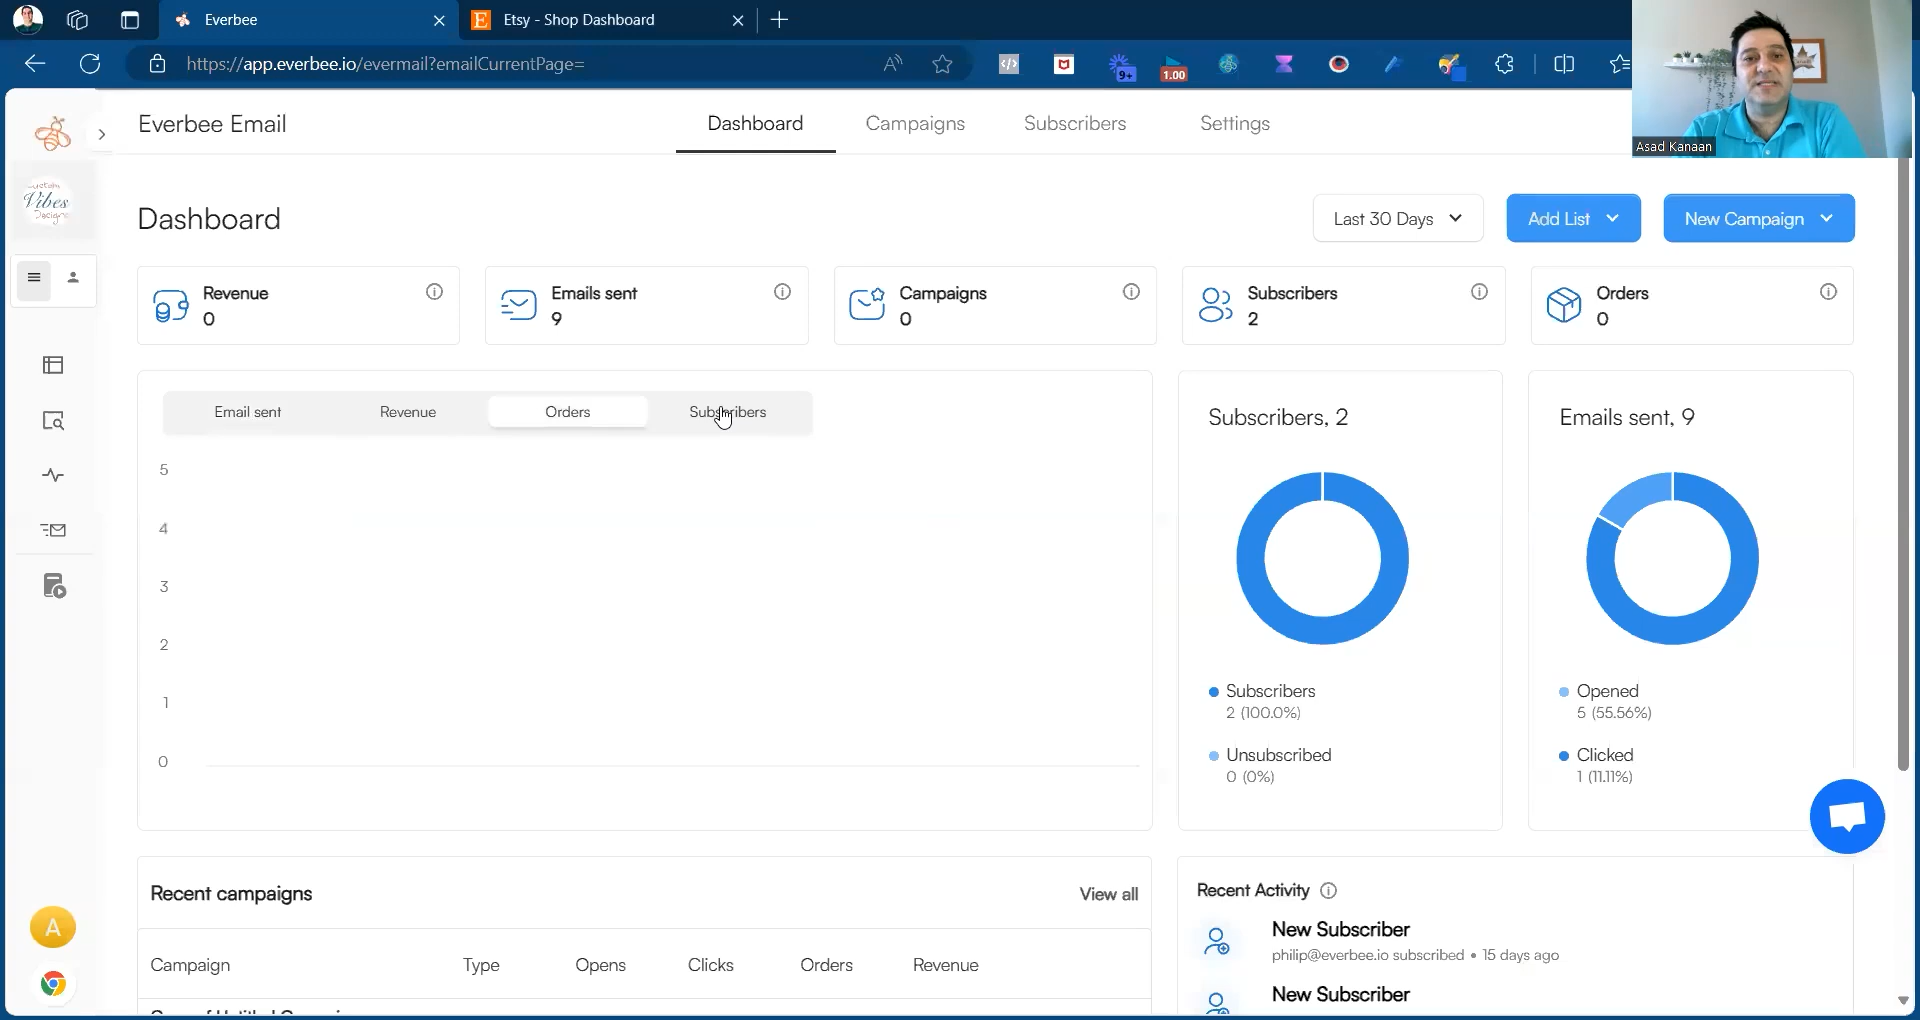 Everbee
Etsy - Shop Dashboard
https://app.everbee.io/evermail?emailCurrentPage=
9+
1.00
Asad Kanaan
Everbee Email
Dashboard
Campaigns
Subscribers
Settings
Vibes
Dashboard
Last 30 Days
Add List
New Campaign
Revenue
0
Emails sent
9
Campaigns
0
Subscribers
2
Orders
0
Email sent
Revenue
Orders
Subscribers
5
4
3
2
1
0
Subscribers, 2
Subscribers
2 (100.0%)
Unsubscribed
0 (0%)
Emails sent, 9
Opened
5 (55.56%)
Clicked
1 (11.11%)
Recent campaigns
View all
Campaign
Type
Opens
Clicks
Orders
Revenue
Recent Activity
New Subscriber
philip@everbee.io subscribed • 15 days ago
New Subscriber
A